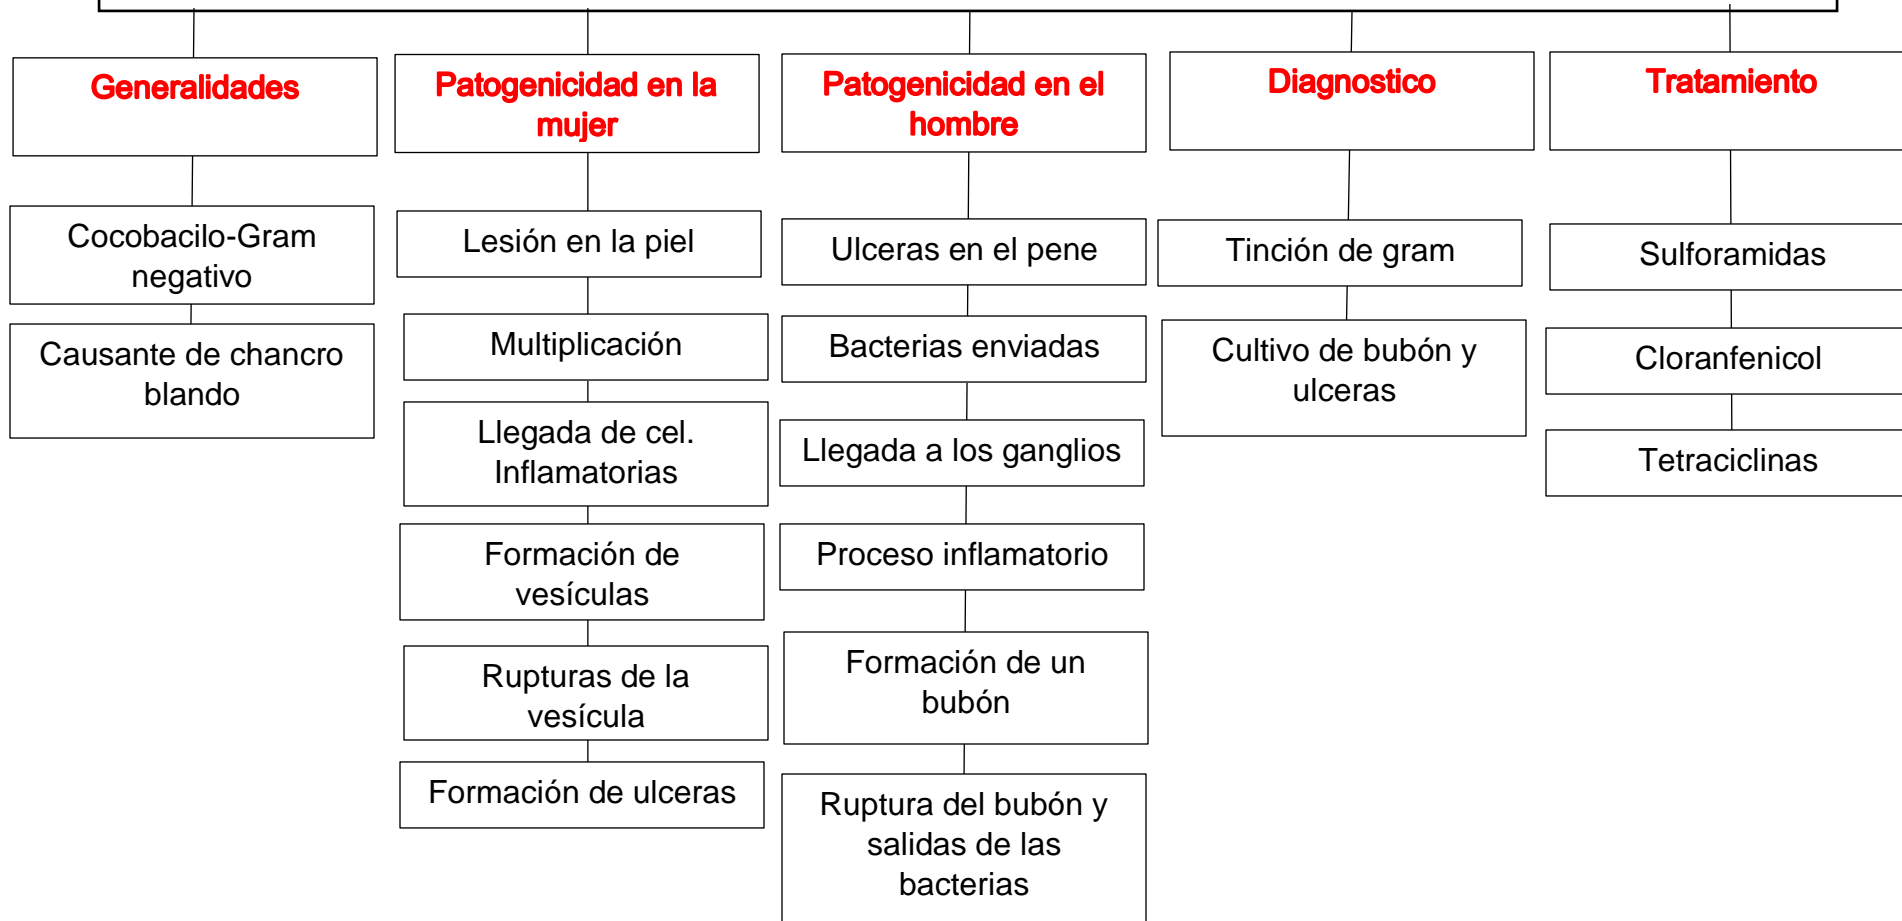 Generalidades
Cocobacilo-Gram
negativo
Causante de chancro
blando
Patogenicidad en la
mujer
Lesión en la piel
Multiplicación
Llegada de cel.
Inflamatorias
Formación de
vesículas
Rupturas de la
vesícula
Formación de ulceras
Patogenicidad en el
hombre
Ulceras en el pene
Bacterias enviadas
Llegada a los ganglios
Proceso inflamatorio
Formación de un
bubón
Ruptura del bubón y
salidas de las
bacterias
Diagnostico
Tinción de gram
Cultivo de bubón y
ulceras
Tratamiento
Sulforamidas
Cloranfenicol
Tetraciclinas